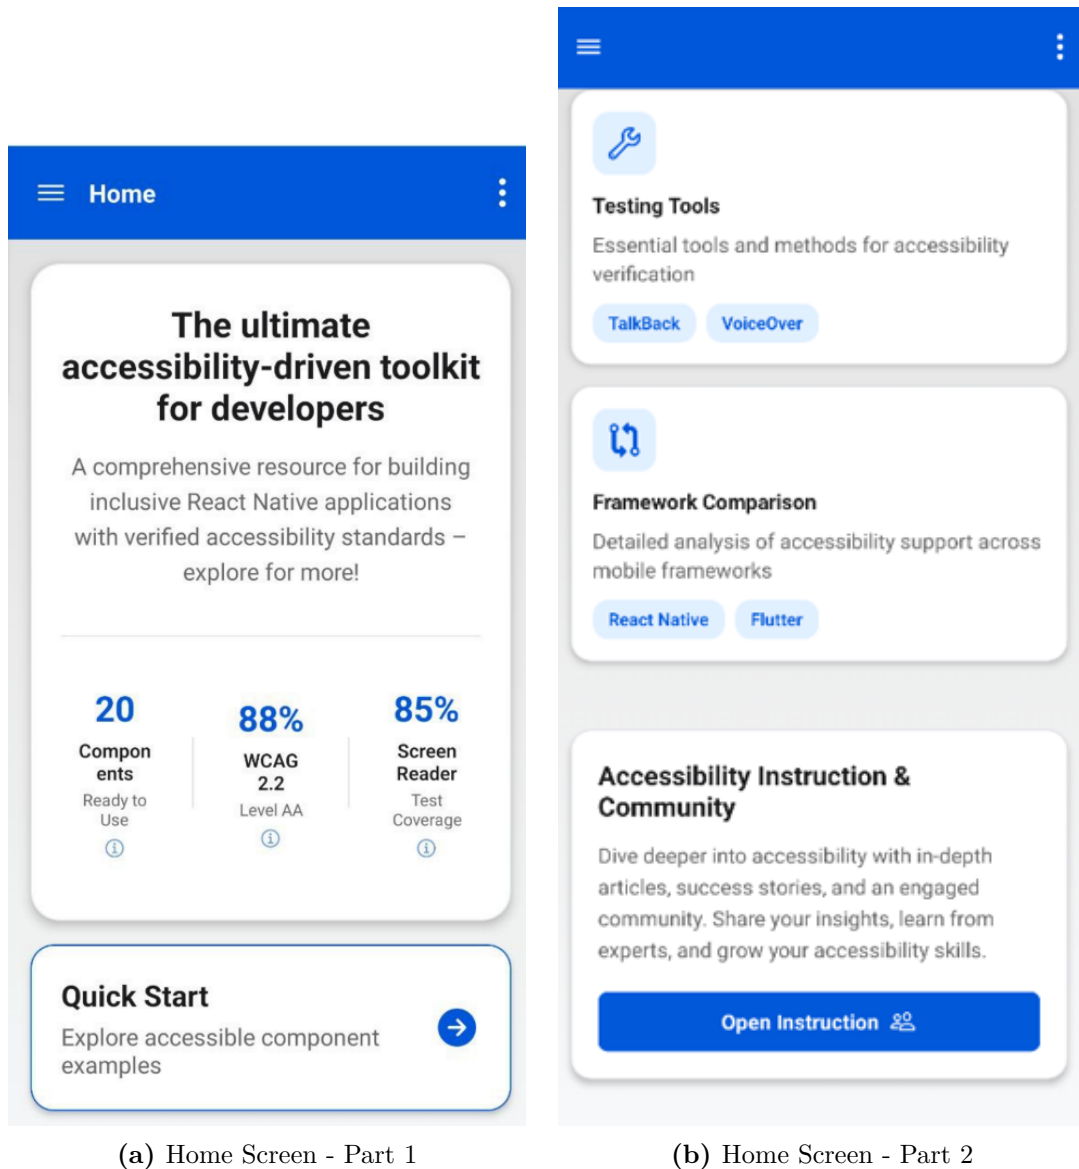 Home
The ultimate
accessibility-driven toolkit
for developers
A comprehensive resource for building
inclusive React Native applications
with verified accessibility standards –
explore for more!
20
Compon
ents
Ready to
Use
88%
WCAG
2.2
Level AA
85%
Screen
Reader
Test
Coverage
Quick Start
Explore accessible component
examples
(a) Home Screen - Part 1
Testing Tools
Essential tools and methods for accessibility
verification
TalkBack VoiceOver
Framework Comparison
Detailed analysis of accessibility support across
mobile frameworks
React Native Flutter
Accessibility Instruction &
Community
Dive deeper into accessibility with in-depth
articles, success stories, and an engaged
community. Share your insights, learn from
experts, and grow your accessibility skills.
Open Instruction
(b) Home Screen - Part 2